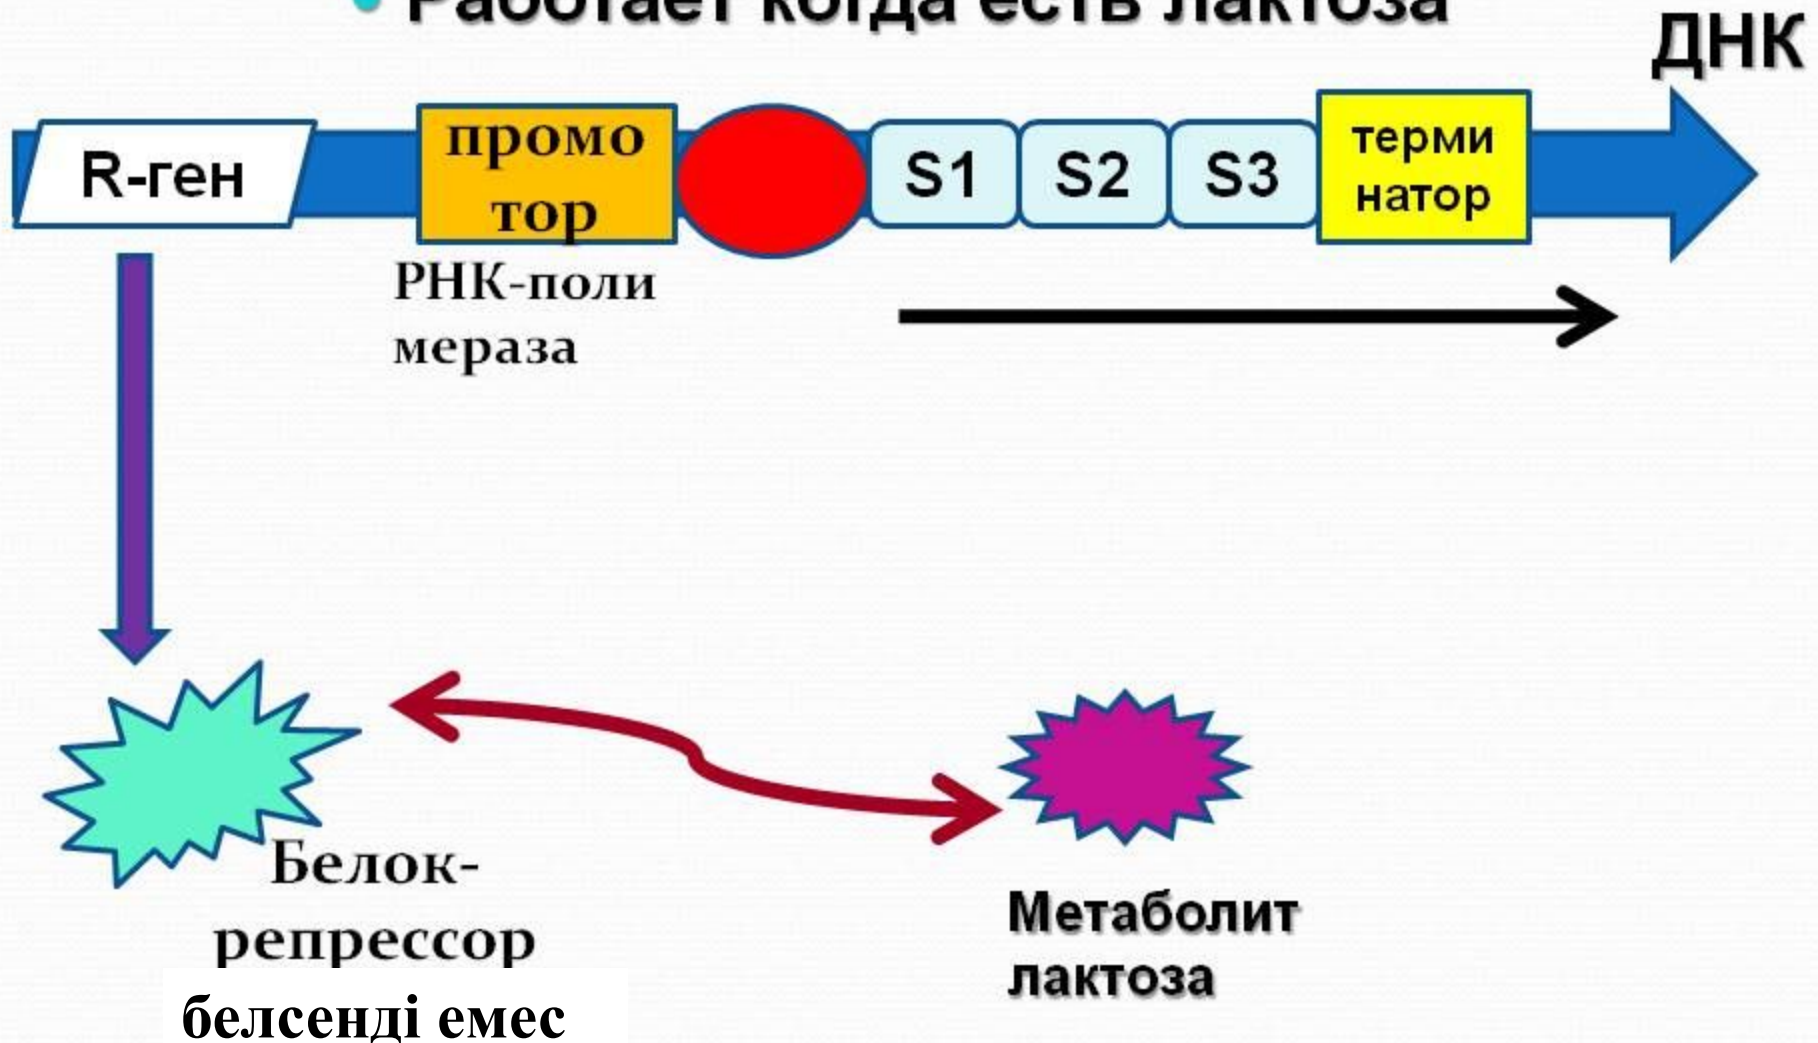 Работает когда есть лактоза
ДНК
R-ген
промо
тор
S1
S2
S3
терми
натор
РНК-поли
мераза
Белок-
репрессор
белсенді емес
Метаболит
лактоза